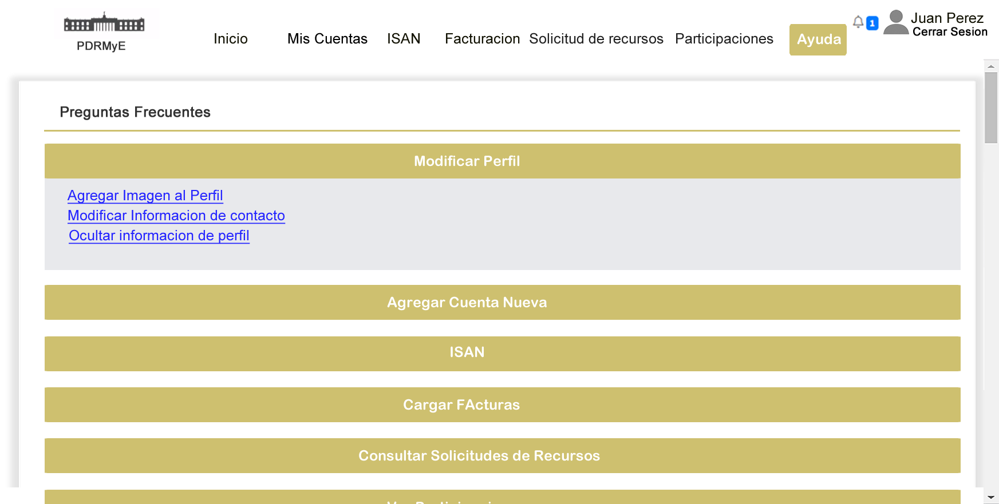 PDRMyE
Inicio Mis Cuentas ISAN Facturacion Solicitud de recursos Participaciones Ayuda
1
Juan Perez
Cerrar Sesion
Preguntas Frecuentes
Modificar Perfil
Agregar Imagen al Perfil
Modificar Informacion de contacto
Ocultar informacion de perfil
Agregar Cuenta Nueva
ISAN
Cargar FActuras
Consultar Solicitudes de Recursos